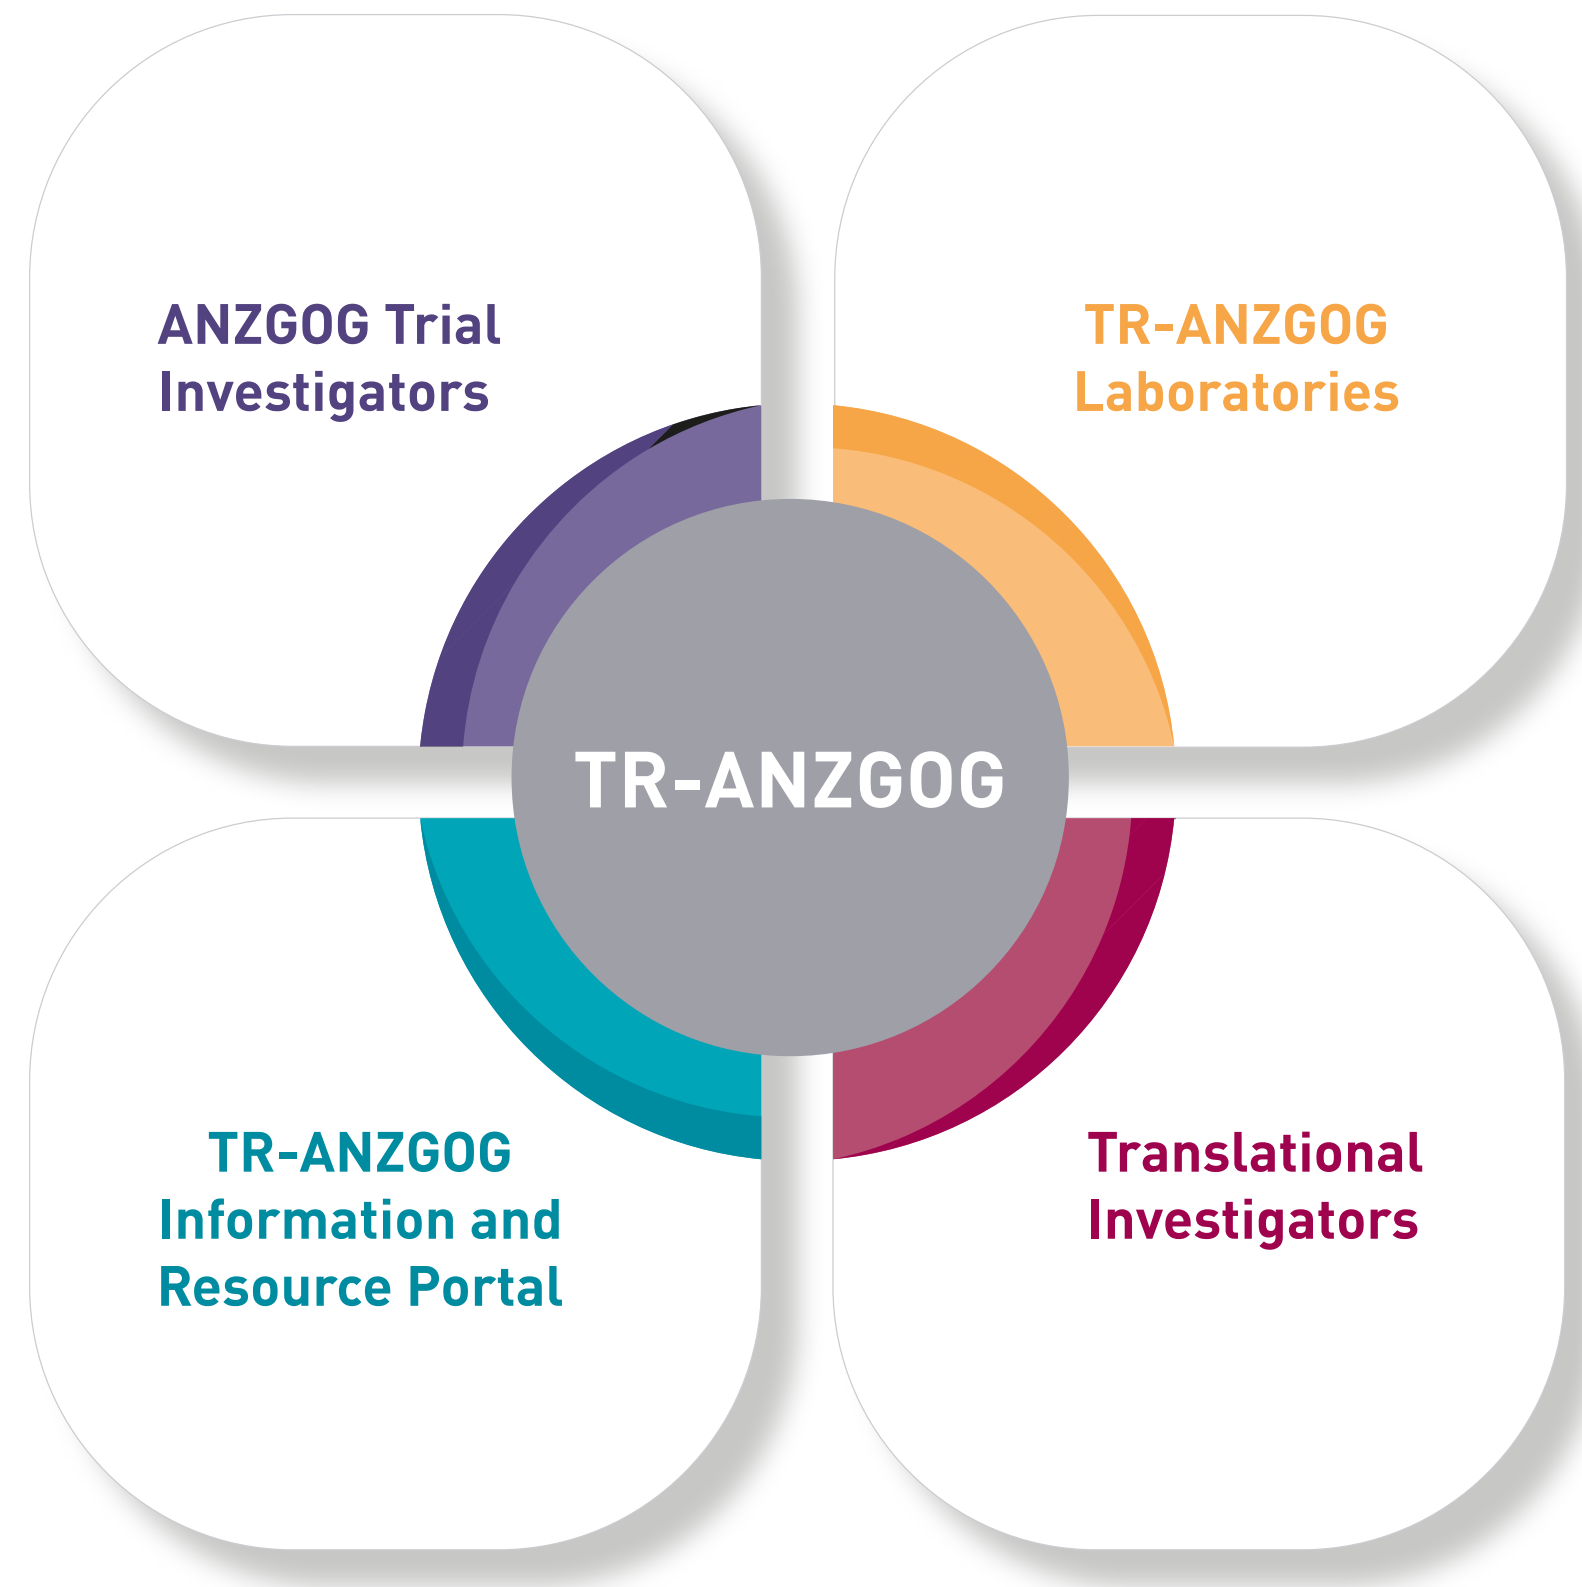 ANZGOG Trial
Investigators
TR-ANZGOG
Laboratories
TR-ANZGOG
TR-ANZGOG
Information and
Resource Portal
Translational
Investigators